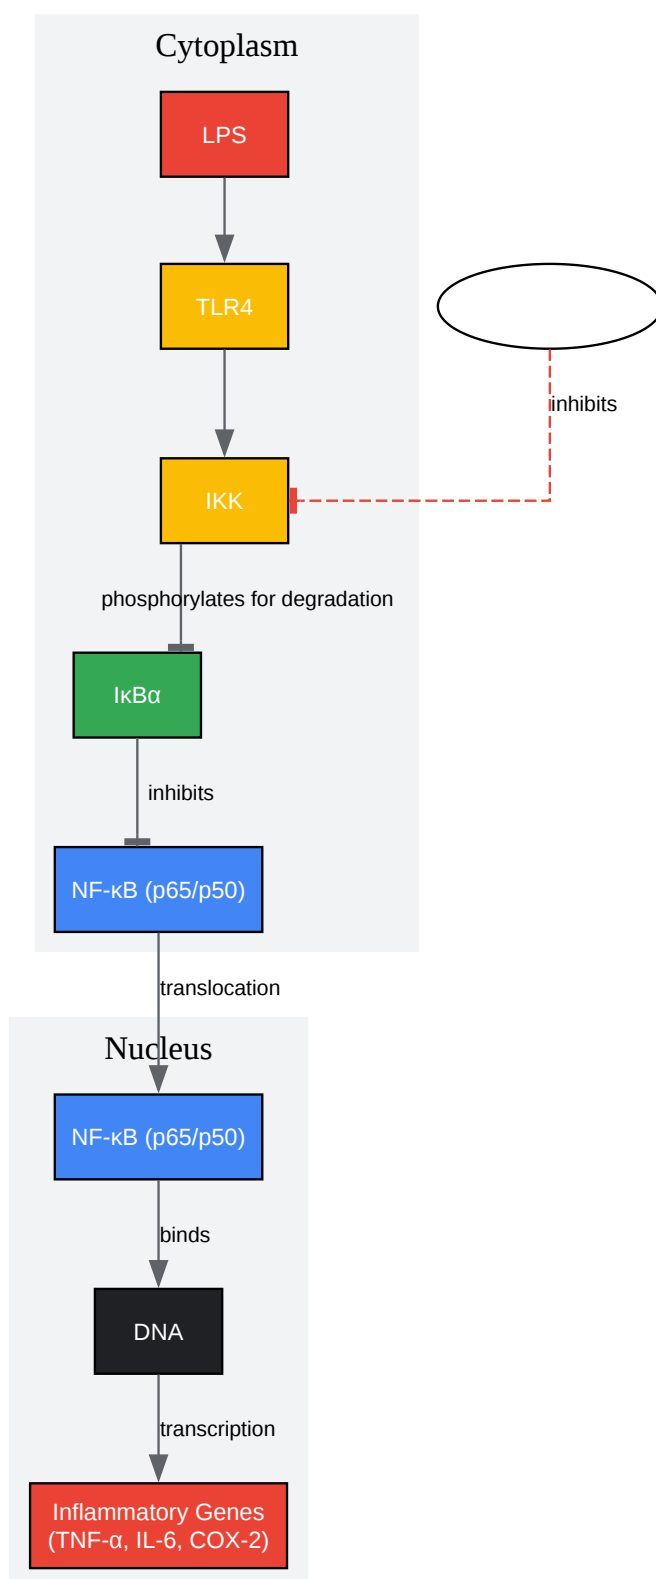 Cytoplasm
LPS
TLR4
inhibits
IKK
phosphorylates for degradation
IκBα
inhibits
NF-κB (p65/p50)
translocation
Nucleus
NF-κB (p65/p50)
binds
DNA
transcription
Inflammatory Genes
(TNF-α, IL-6, COX-2)